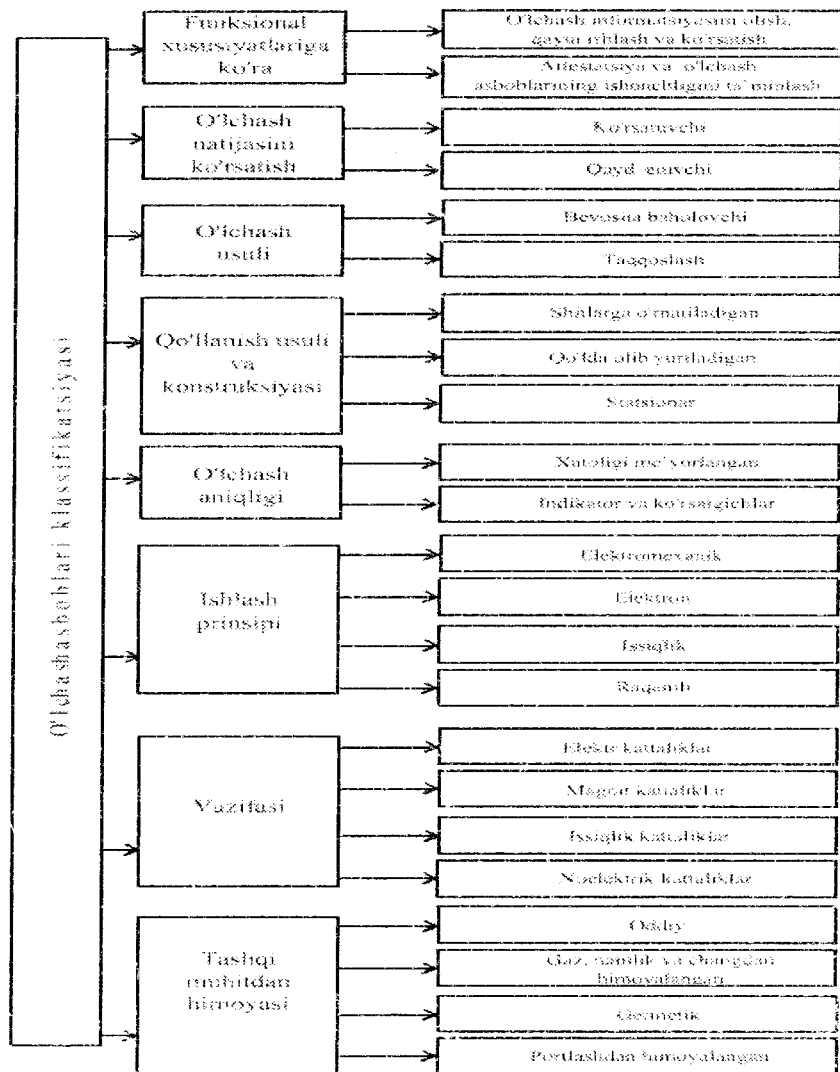 O'lchashasboblari klassifikatsiyasi
Funksional
xususiyatlariga
ko'ra
O'lchash informatsiyasini olish,
qayta ishlash va ko'rsatish
Attestatsiya va o'lchash
asboblarining ishonchligini ta`minlash
O'lchash
natijasini
ko'rsatish
Ko'rsatuvchi
Qayd etuvchi
O'lchash
usuli
Bevosita baholovchi
Taqqoslash
Qo'llanish usuli
va
konstruksiyasi
Shitlarga o'rnatiladigan
Qo'lda olib yuriladigan
Statsionar
O'lchash
aniqligi
Xatoligi me`yorlangan
Indikator va ko'rsatgichlar
Ishlash
prinsipi
Elektromexanik
Elektron
Issiqlik
Raqamli
Vazifasi
Elektr kattaliklar
Magnit kattaliklar
Issiqlik kattaliklar
Noelektrik kattaliklar
Tashqi
muhitdan
himoyasi
Oddiy
Gaz, namlik va changdan
himoyalangan
Germetik
Portlashdan himoyalangan